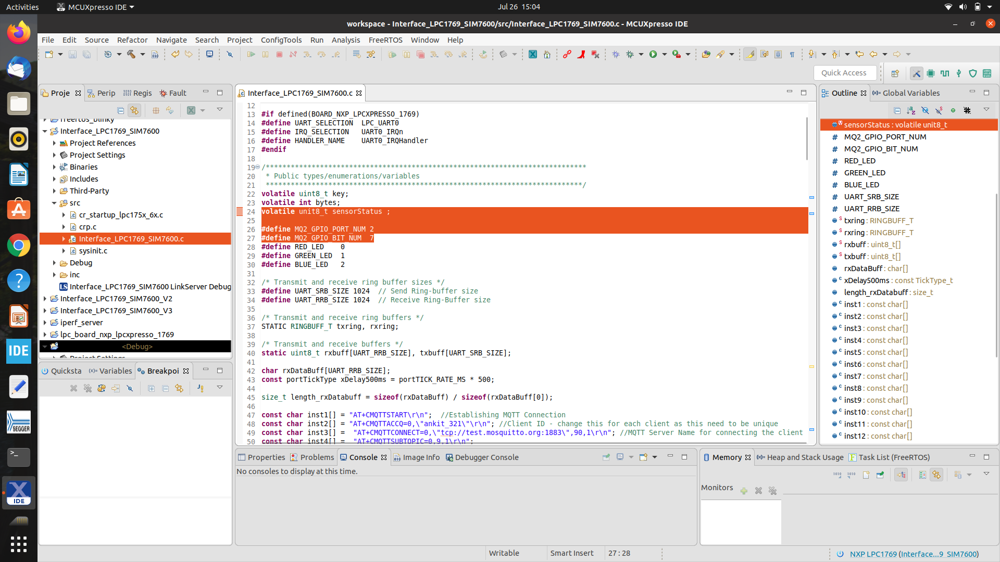 Activities
MCUXpresso IDE
Jul 26 15:04
workspace - Interface_LPC1769_SIM7600/src/Interface_LPC1769_SIM7600.c - MCUXpresso IDE
File Edit Source Refactor Navigate Search Project ConfigTools Run Analysis FreeRTOS Window Help
Quick Access
Proje
Perip
Regis
Fault
freertos_blinky
Interface_LPC1769_SIM7600
Project References
Project Settings
Binaries
Includes
Third-Party
src
cr_startup_lpc175x_6x.c
crp.c
Interface_LPC1769_SIM7600.c
sysinit.c
Debug
inc
Interface_LPC1769_SIM7600 LinkServer Debug
Interface_LPC1769_SIM7600_V2
Interface_LPC1769_SIM7600_V3
iperf_server
lpc_board_nxp_lpcxpresso_1769
<Debug>
Project Settings
Quicksta
Variables
Breakpoi
Interface_LPC1769_SIM7600.c
12
13 #if defined(BOARD_NXP_LPCXPRESSO_1769)
14 #define UART_SELECTION  LPC_UART0
15 #define IRQ_SELECTION   UART0_IRQn
16 #define HANDLER_NAME    UART0_IRQHandler
17 #endif
18
19 /*****************************************************************************
20  * Public types/enumerations/variables
21  ****************************************************************************/
22 volatile uint8_t key;
23 volatile int bytes;
24 volatile unit8_t sensorStatus ;
25
26 #define MQ2_GPIO_PORT_NUM 2
27 #define MQ2_GPIO_BIT_NUM  7
28 #define RED_LED    0
29 #define GREEN_LED  1
30 #define BLUE_LED   2
31
32 /* Transmit and receive ring buffer sizes */
33 #define UART_SRB_SIZE 1024  // Send Ring-buffer size
34 #define UART_RRB_SIZE 1024  // Receive Ring-Buffer size
35
36 /* Transmit and receive ring buffers */
37 STATIC RINGBUFF_T txring, rxring;
38
39 /* Transmit and receive buffers */
40 static uint8_t rxbuff[UART_RRB_SIZE], txbuff[UART_SRB_SIZE];
41
42 char rxDataBuff[UART_RRB_SIZE];
43 const portTickType xDelay500ms = portTICK_RATE_MS * 500;
44
45 size_t length_rxDatabuff = sizeof(rxDataBuff) / sizeof(rxDataBuff[0]);
46
47 const char inst1[] = "AT+CMQTTSTART\r\n";  //Establishing MQTT Connection
48 const char inst2[] = "AT+CMQTTACCQ=0,\"ankit_321\"\r\n"; //Client ID - change this for each client as this need to be unique
49 const char inst3[] =  "AT+CMQTTCONNECT=0,\"tcp://test.mosquitto.org:1883\",90,1\r\n"; //MQTT Server Name for connecting the client
50 const char inst4[] =  "AT+CMQTTSUBTOPIC=0,9,1\r\n";
Outline
Global Variables
sensorStatus : volatile unit8_t
MQ2_GPIO_PORT_NUM
MQ2_GPIO_BIT_NUM
RED_LED
GREEN_LED
BLUE_LED
UART_SRB_SIZE
UART_RRB_SIZE
txring : RINGBUFF_T
rxring : RINGBUFF_T
rxbuff : uint8_t[]
txbuff : uint8_t[]
rxDataBuff : char[]
xDelay500ms : const TickType_t
length_rxDatabuff : size_t
inst1 : const char[]
inst2 : const char[]
inst3 : const char[]
inst4 : const char[]
inst5 : const char[]
inst6 : const char[]
inst7 : const char[]
inst8 : const char[]
inst9 : const char[]
inst10 : const char[]
inst11 : const char[]
inst12 : const char[]
Properties
Problems
Console
Image Info
Debugger Console
No consoles to display at this time.
Memory
Heap and Stack Usage
Task List (FreeRTOS)
Monitors
IDE
SEGGER
IDE
Writable
Smart Insert
27 : 28
NXP LPC1769 (Interface...9_SIM7600)